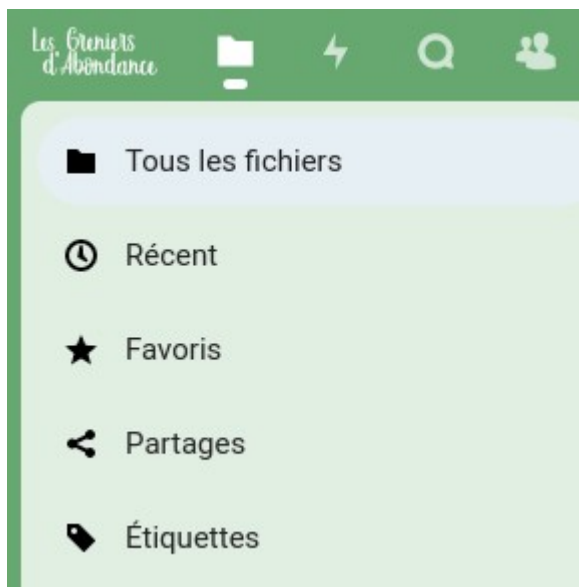 Les Greniers
d'Abondance
Tous les fichiers
Récent
Favoris
Partages
Étiquettes